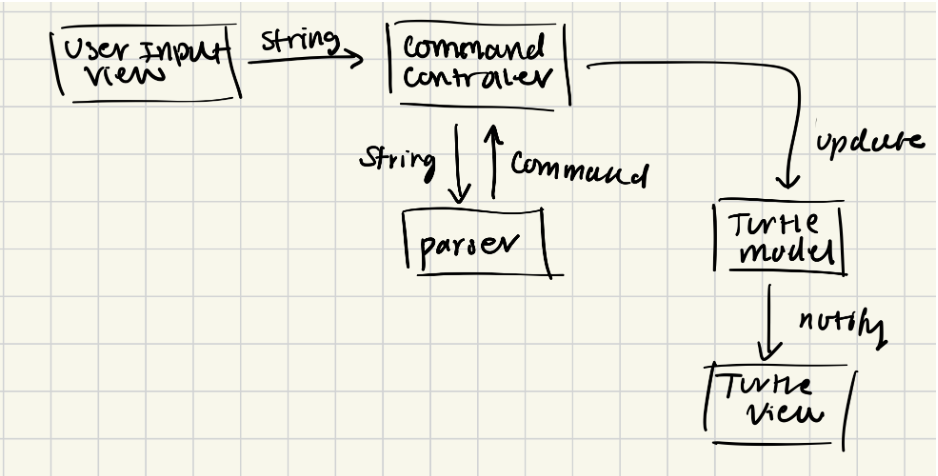 User Input
View
String
Command
Controller
update
String
Command
parser
Turtle
model
notify
Turtle
View